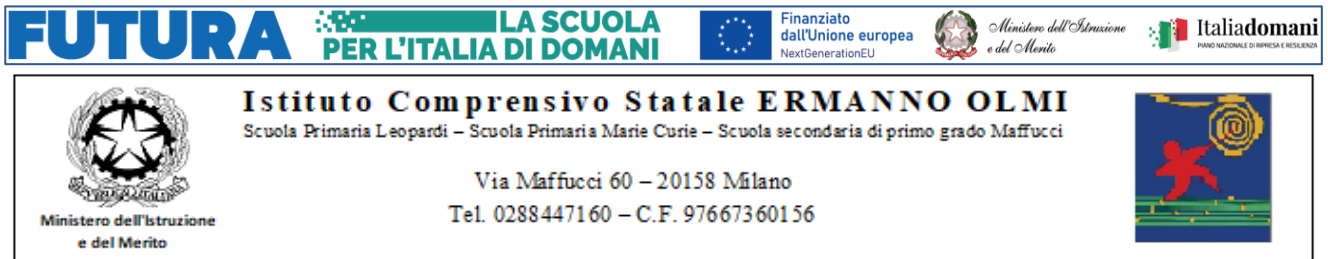 FUTURA
LA SCUOLA
PER L'ITALIA DI DOMANI
Finanziato
dall'Unione europea
NextGenerationEU
Ministero dell'Istruzione
e del Merito
Italiadomani
PIANO NAZIONALE DI RIPRESA E RESILIENZA
Istituto Comprensivo Statale ERMANNO OLMI
Scuola Primaria Leopardi – Scuola Primaria Marie Curie – Scuola secondaria di primo grado Maffucci
Via Maffucci 60 – 20158 Milano
Tel. 0288447160 – C.F. 97667360156
Ministero dell'Istruzione
e del Merito